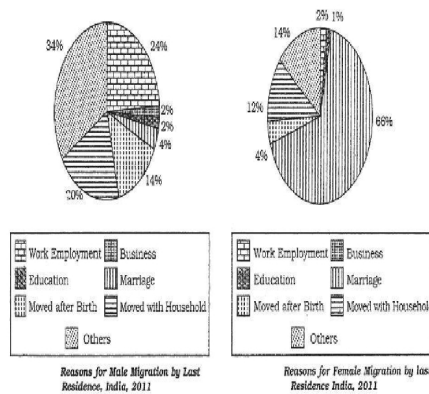 34%
24%
2%
2%
4%
14%
20%
2%
1%
14%
12%
4%
66%
Work Employment
Business
Education
Marriage
Moved after Birth
Moved with Household
Others
Reasons for Male Migration by Last
Residence, India, 2011
Work Employment
Business
Education
Marriage
Moved after Birth
Moved with Household
Others
Reasons for Female Migration by las
Residence India, 2011